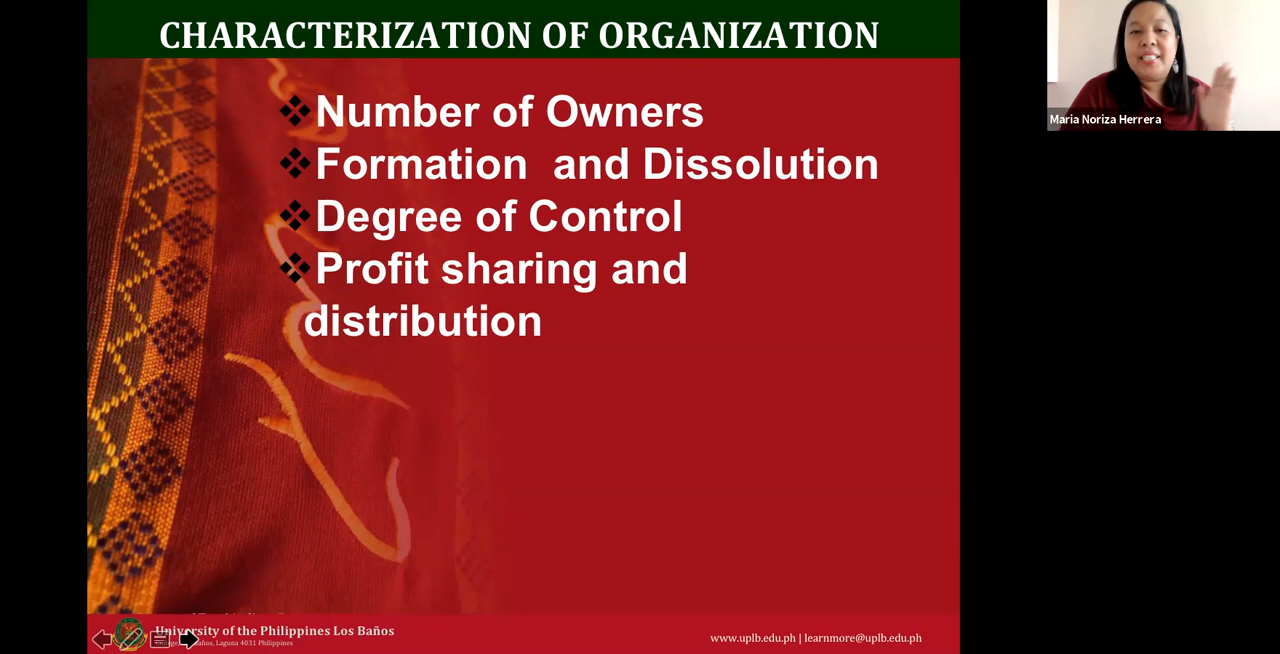 CHARACTERIZATION OF ORGANIZATION
Maria Noriza Herrera
❖Number of Owners
❖Formation and Dissolution
❖Degree of Control
❖Profit sharing and
distribution
University of the Philippines Los Baños
Laguna 4031 Philippines
www.uplb.edu.ph | learnmore@uplb.edu.ph